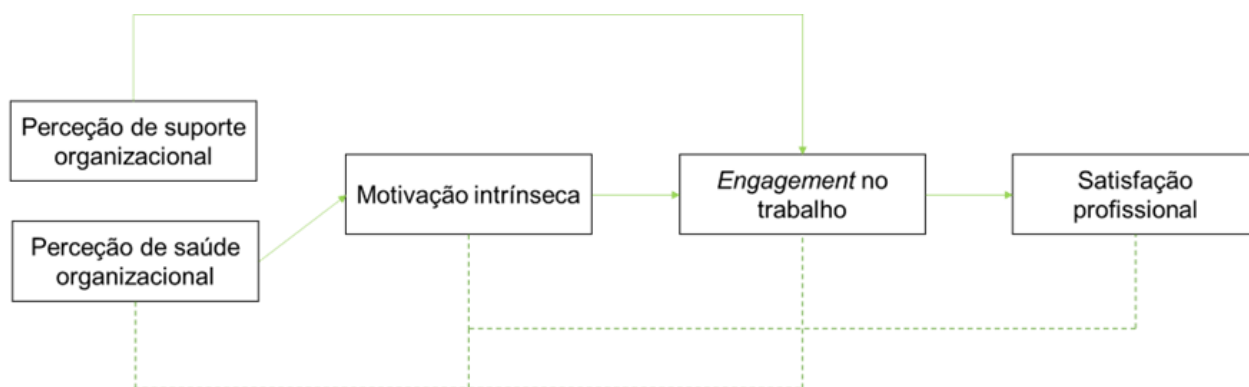 Perceção de suporte
organizacional
Perceção de saúde
organizacional
Motivação intrínseca
Engagement no
trabalho
Satisfação
profissional